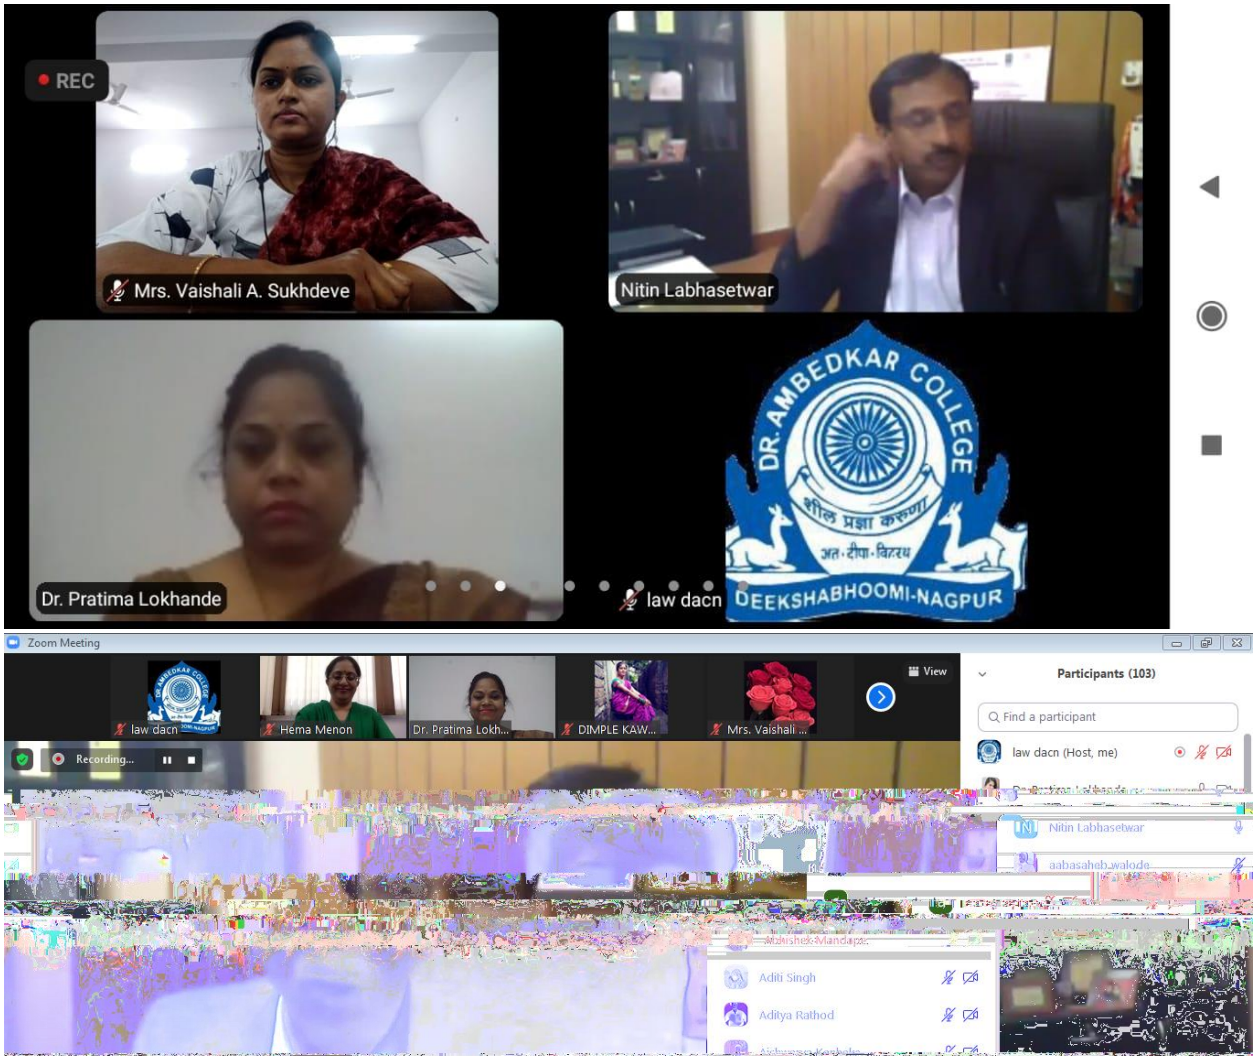 REC
Mrs. Vaishali A. Sukhdeve
Nitin Labhasetwar
Dr. Pratima Lokhande
law dacn
DR. AMBEDKAR COLLEGE
शील प्रज्ञा करुणा
अत्त-दीपा-विहरथ
DEEKSHABHOOMI-NAGPUR
Zoom Meeting
law dacn
Hema Menon
Dr. Pratima Lokh...
DIMPLE KAW...
Mrs. Vaishali ...
View
Recording...
Participants (103)
Find a participant
law dacn (Host, me)
Nitin Labhasetwar
aabasaheb walode
Abhishek Mandape
Aditi Singh
Aditya Rathod